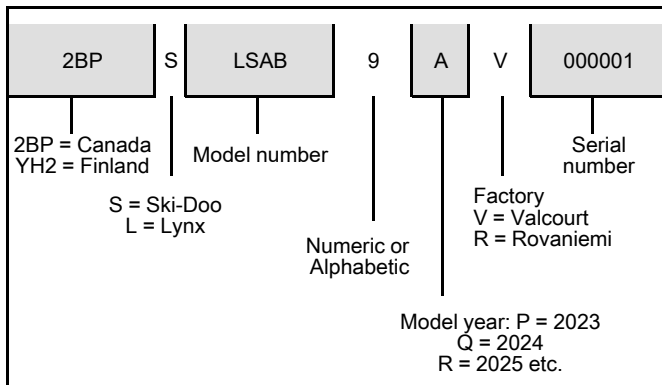 2BP S LSAB 9 A V 000001
2BP = Canada
YH2 = Finland
Model number
Serial
number
S = Ski-Doo
L = Lynx
Factory
V = Valcourt
R = Rovaniemi
Numeric or
Alphabetic
Model year: P = 2023
Q = 2024
R = 2025 etc.